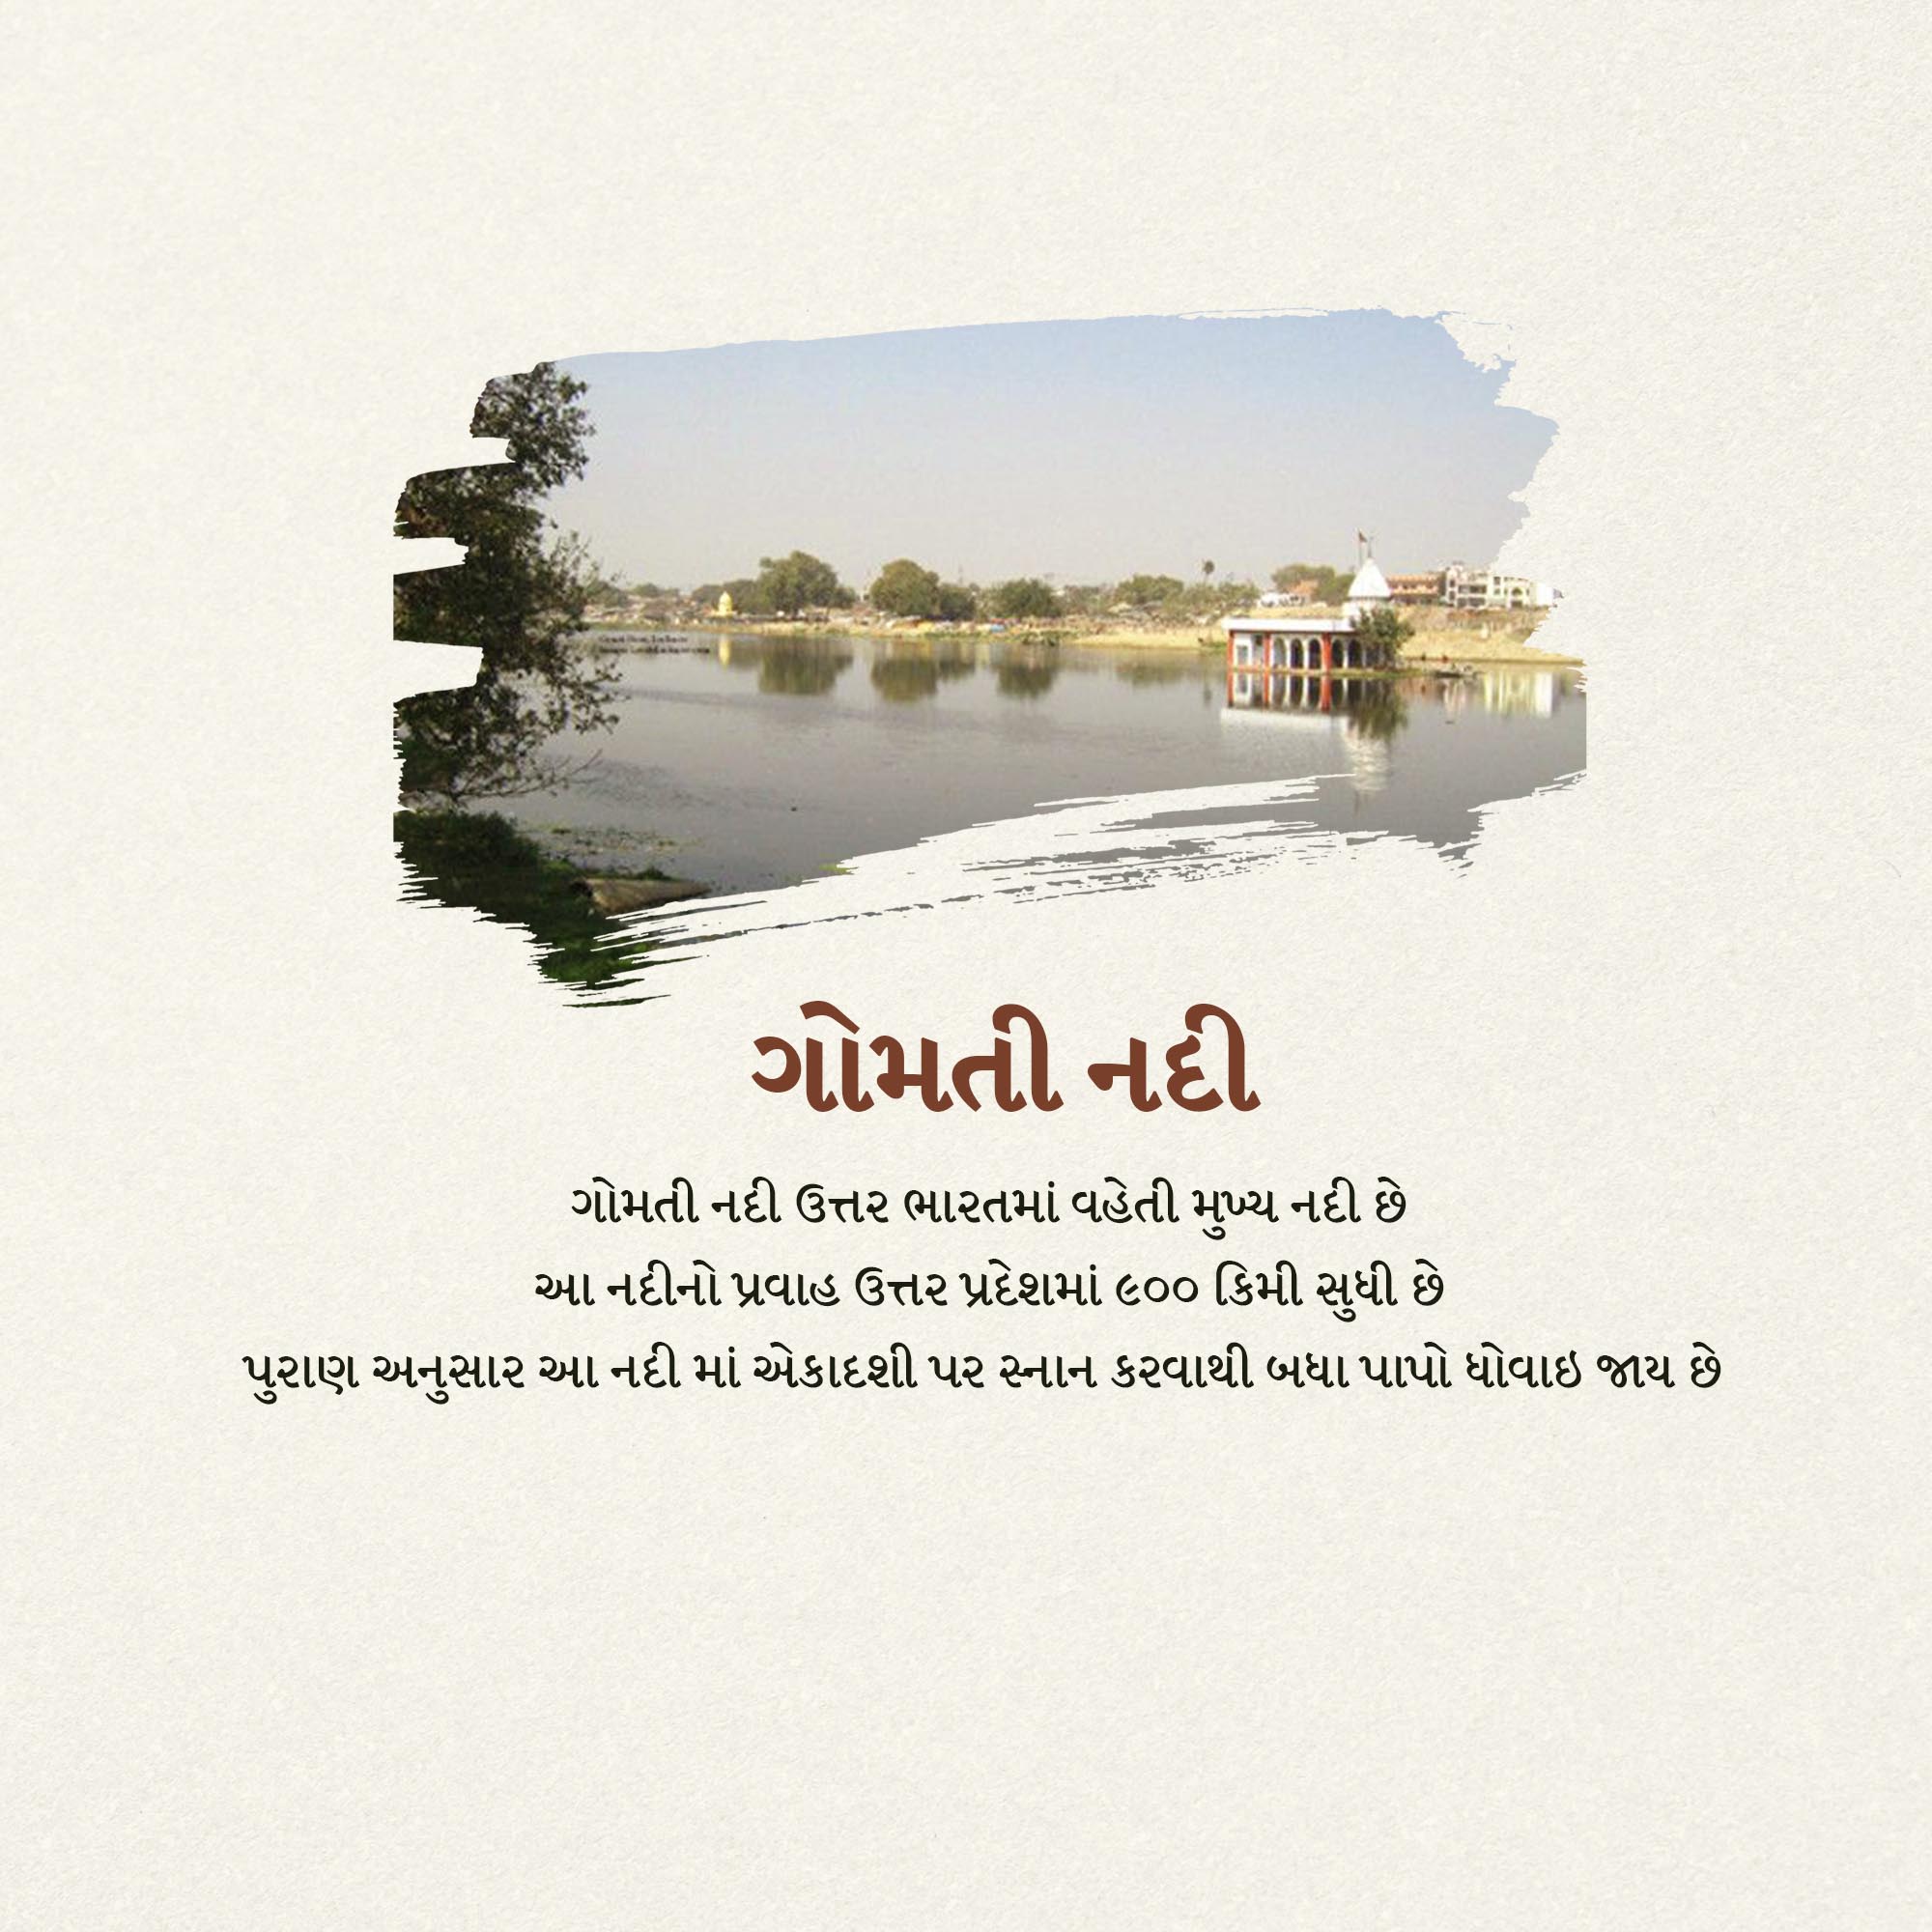 ગોમતી નદી
ગોમતી નદી ઉત્તર ભારતમાં વહેતી મુખ્ય નદી છે
આ નદીનો પ્રવાહ ઉત્તર પ્રદેશમાં ૯૦૦ કિમી સુધી છે
પુરાણ અનુસાર આ નદી માં એકાદશી પર સ્નાન કરવાથી બધા પાપો ધોવાઇ જાય છે